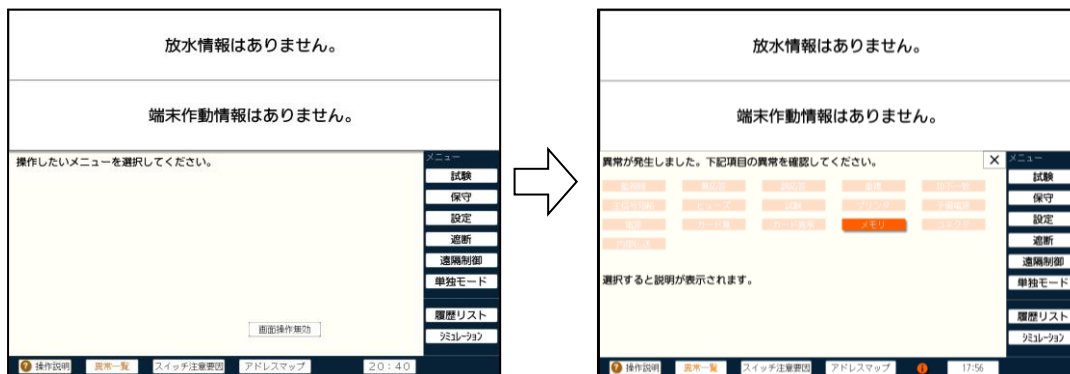 放水情報はありません。
端末作動情報はありません。
操作したいメニューを選択してください。
メニュー
試験
保守
設定
遮断
遠隔制御
単独モード
履歴リスト
シミュレーション
画面操作無効
? 操作説明
異常一覧
スイッチ注意要因
アドレスマップ
20:40
放水情報はありません。
端末作動情報はありません。
異常が発生しました。下記項目の異常を確認してください。
×
ヒューズ
試験
プリンタ
メモリ
選択すると説明が表示されます。
メニュー
試験
保守
設定
遮断
遠隔制御
単独モード
履歴リスト
シミュレーション
? 操作説明
異常一覧
スイッチ注意要因
アドレスマップ
17:56